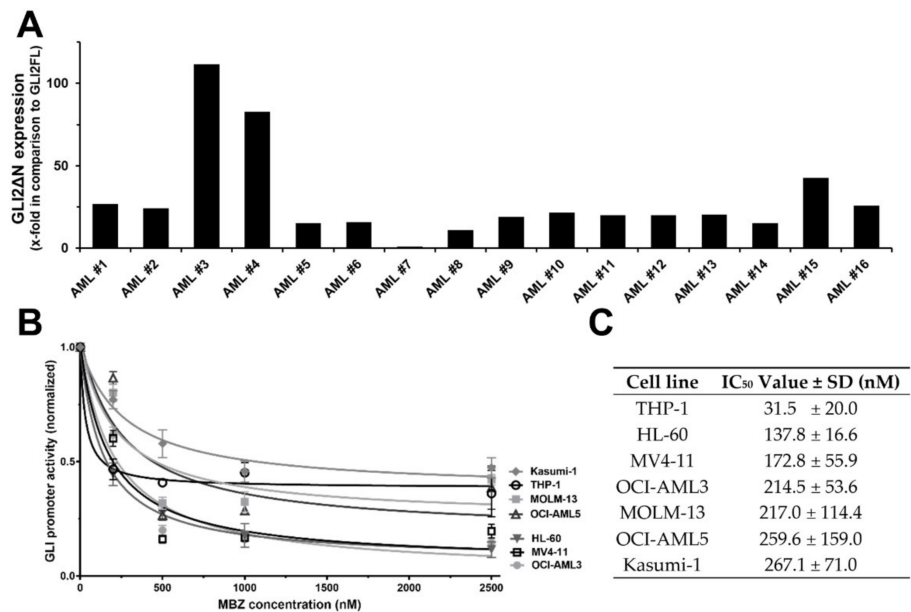 A
GLI2ΔN expression
(x-fold in comparison to GLI2FL)
100
50
0
AML #1
AML #2
AML #3
AML #4
AML #5
AML #6
AML #7
AML #8
AML #9
AML #10
AML #11
AML #12
AML #13
AML #14
AML #15
AML #16
B
GLI promoter activity (normalized)
1.0
0.5
0.0
0
500
1000
1500
2000
2500
MBZ concentration (nM)
Kasumi-1
THP-1
MOLM-13
OCI-AML5
HL-60
MV4-11
OCI-AML3
C
Cell line IC₅₀ Value ± SD (nM)
THP-1 31.5 ± 20.0
HL-60 137.8 ± 16.6
MV4-11 172.8 ± 55.9
OCI-AML3 214.5 ± 53.6
MOLM-13 217.0 ± 114.4
OCI-AML5 259.6 ± 159.0
Kasumi-1 267.1 ± 71.0